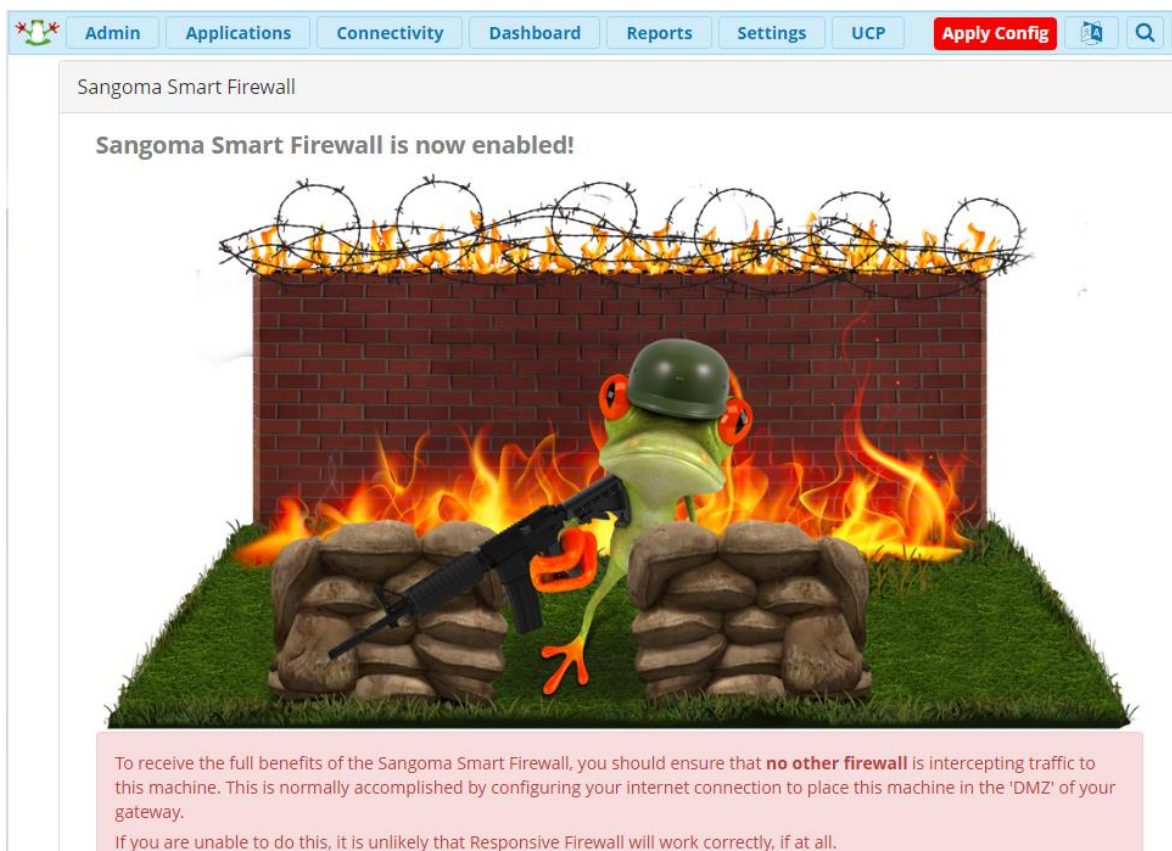 Admin Applications Connectivity Dashboard Reports Settings UCP Apply Config
Sangoma Smart Firewall
Sangoma Smart Firewall is now enabled!
To receive the full benefits of the Sangoma Smart Firewall, you should ensure that no other firewall is intercepting traffic to
this machine. This is normally accomplished by configuring your internet connection to place this machine in the 'DMZ' of your
gateway.
If you are unable to do this, it is unlikely that Responsive Firewall will work correctly, if at all.